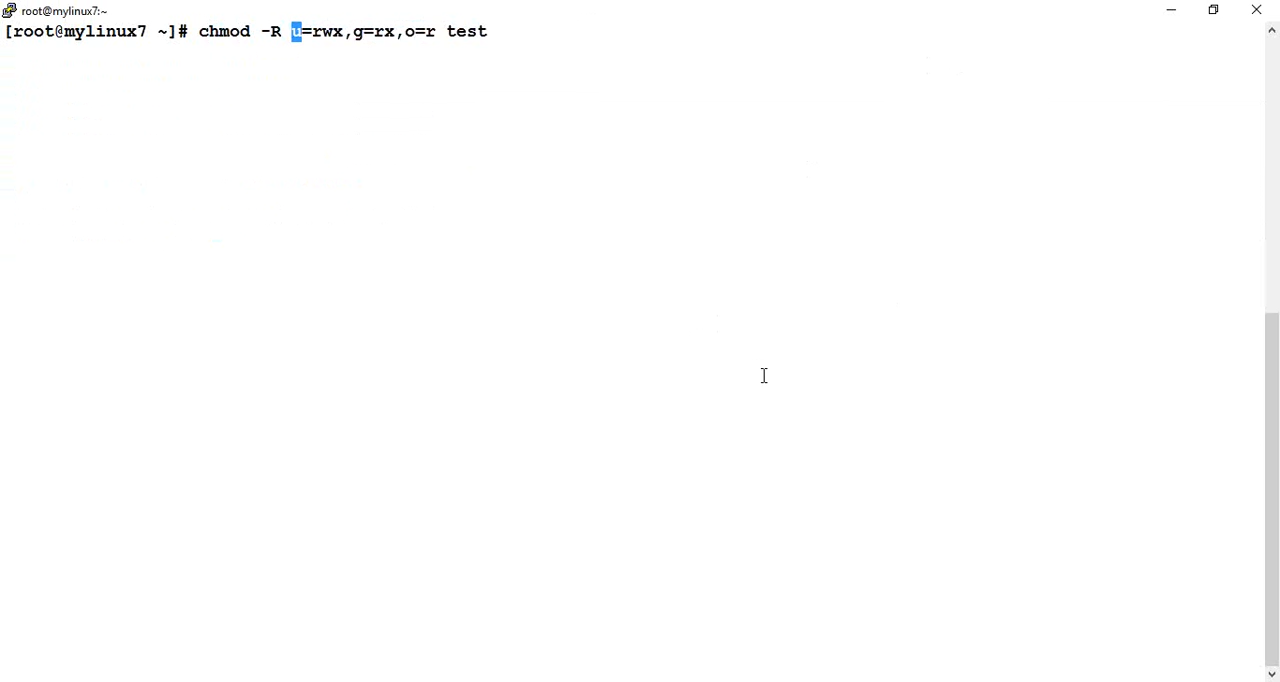 root@mylinux7:~
[root@mylinux7 ~]# chmod -R u=rwx,g=rx,o=r test